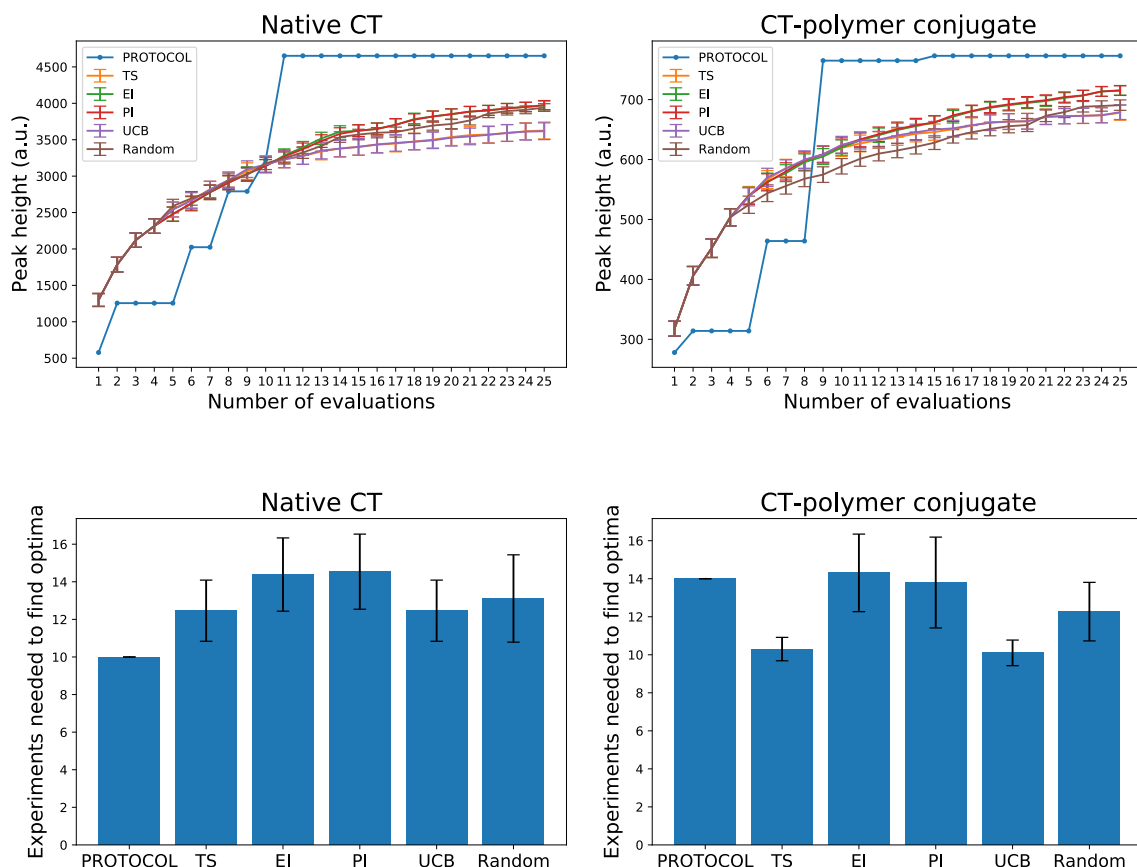 Native CT
Peak height (a.u.)
4500
4000
3500
3000
2500
2000
1500
1000
500
PROTOCOL
TS
EI
PI
UCB
Random
1 2 3 4 5 6 7 8 9 10 11 12 13 14 15 16 17 18 19 20 21 22 23 24 25
Number of evaluations
CT-polymer conjugate
Peak height (a.u.)
700
600
500
400
300
PROTOCOL
TS
EI
PI
UCB
Random
1 2 3 4 5 6 7 8 9 10 11 12 13 14 15 16 17 18 19 20 21 22 23 24 25
Number of evaluations
Native CT
Experiments needed to find optima
16
14
12
10
8
6
4
2
0
PROTOCOL TS EI PI UCB Random
CT-polymer conjugate
Experiments needed to find optima
16
14
12
10
8
6
4
2
0
PROTOCOL TS EI PI UCB Random